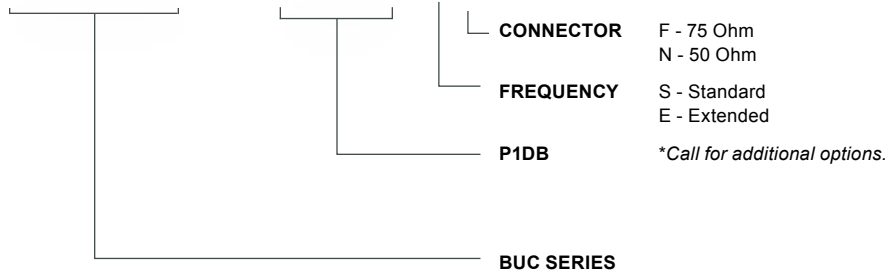 CONNECTOR F - 75 Ohm
N - 50 Ohm
FREQUENCY S - Standard
E - Extended
P1DB *Call for additional options.
BUC SERIES